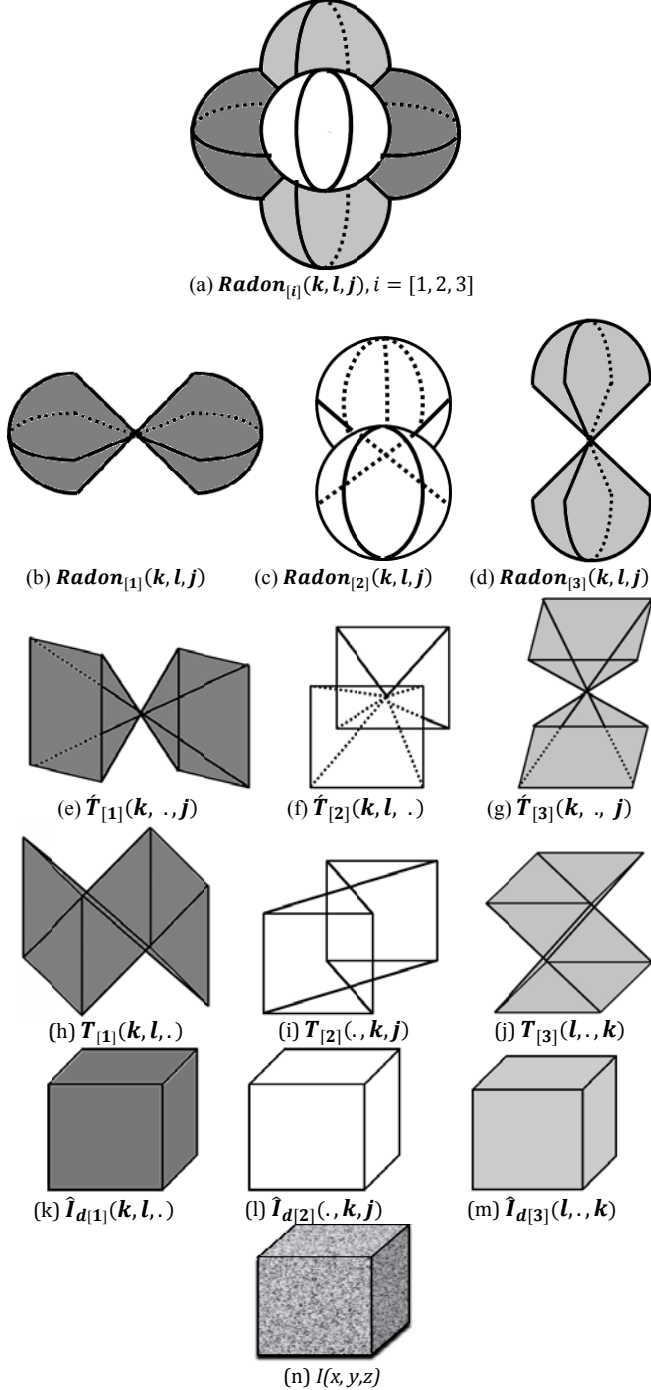 (a) Radon[i](k, l, j), i = [1, 2, 3]
(b) Radon[1](k, l, j) (c) Radon[2](k, l, j) (d) Radon[3](k, l, j)
(e) T́[1](k, ., j) (f) T́[2](k, l, .) (g) T́[3](k, ., j)
(h) T[1](k, l, .) (i) T[2](., k, j) (j) T[3](l, ., k)
(k) Îd[1](k, l, .) (l) Îd[2](., k, j) (m) Îd[3](l, ., k)
(n) I(x, y,z)